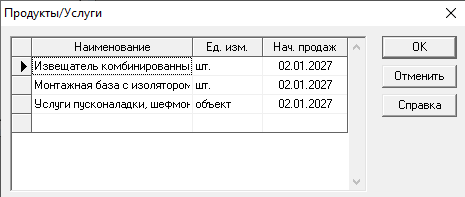 Продукты/Услуги
Наименование Ед. изм. Нач. продаж
Извещатель комбинированны шт. 02.01.2027
Монтажная база с изолятором шт. 02.01.2027
Услуги пусконаладки, шефмон объект 02.01.2027
OK
Отменить
Справка